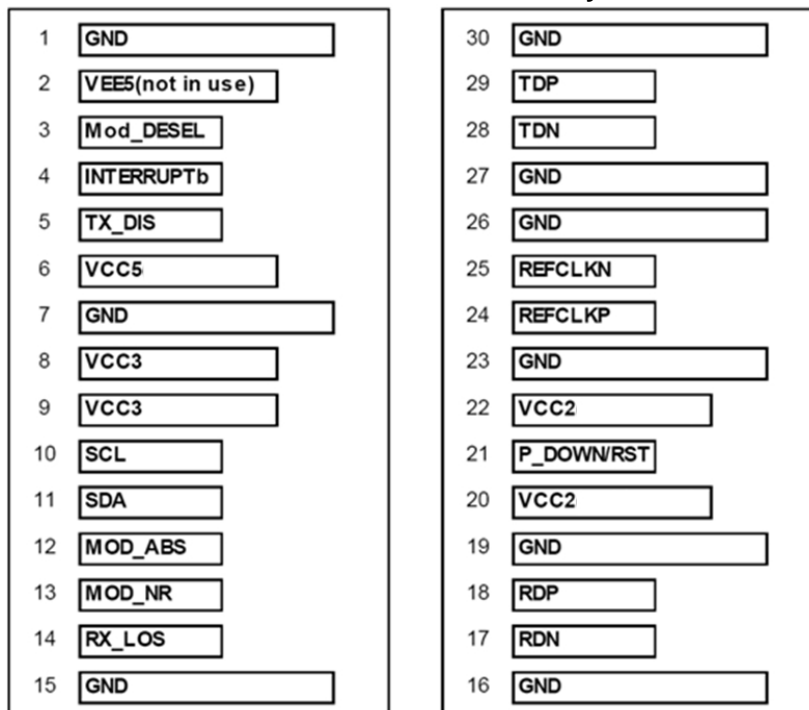 1 GND
2 VEE5(not in use)
3 Mod_DESEL
4 INTERRUPTb
5 TX_DIS
6 VCC5
7 GND
8 VCC3
9 VCC3
10 SCL
11 SDA
12 MOD_ABS
13 MOD_NR
14 RX_LOS
15 GND
30 GND
29 TDP
28 TDN
27 GND
26 GND
25 REFCLKN
24 REFCLKP
23 GND
22 VCC2
21 P_DOWN/RST
20 VCC2
19 GND
18 RDP
17 RDN
16 GND